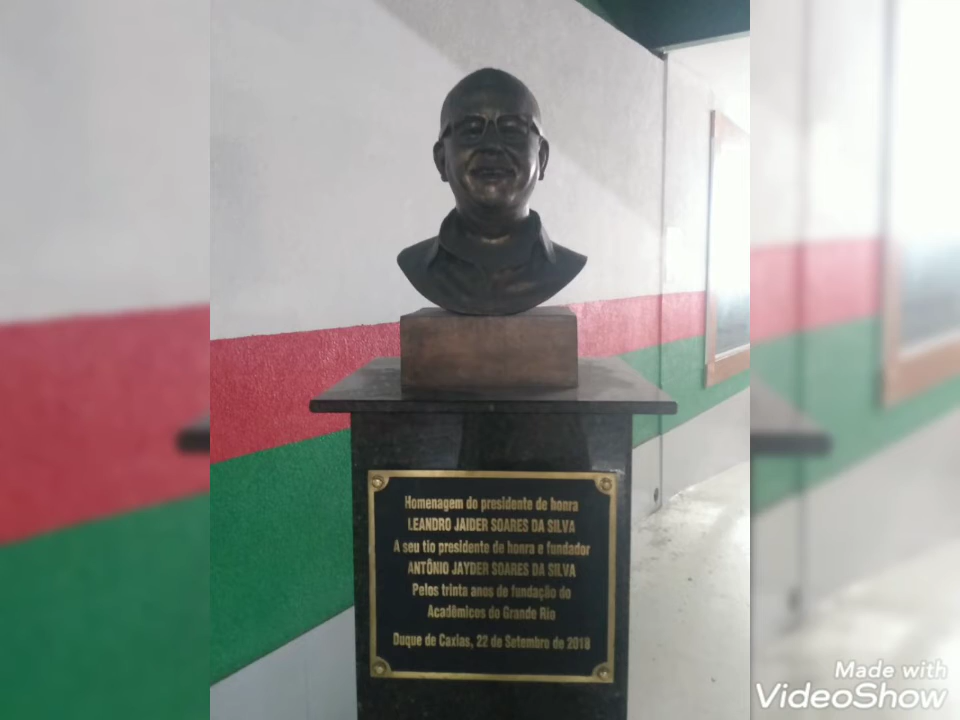 Homenagem do presidente de honra
LEANDRO JAIDER SOARES DA SILVA
A seu tio presidente de honra e fundador
ANTÔNIO JAYDER SOARES DA SILVA
Pelos trinta anos de fundação do
Acadêmicos do Grande Rio
Duque de Caxias, 22 de Setembro de 2018
Made with
VideoShow